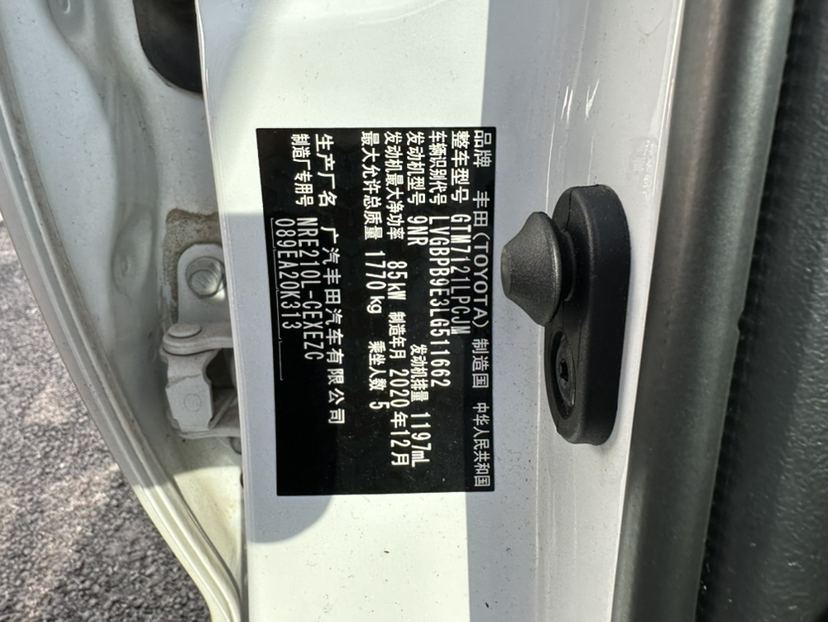 品牌 丰田(TOYOTA) 制造国 中华人民共和国
整车型号 GTM7121LPCJM
车辆识别代号 LVGBPB9E3LG511662
发动机型号 9NR 发动机排量 1197mL
发动机最大净功率 85kW 制造年月 2020年12月
最大允许总质量 1770kg 乘坐人数 5
生产厂名 广汽丰田汽车有限公司
制造厂专用号 NRE210L-CEXEZC
089EA20K313